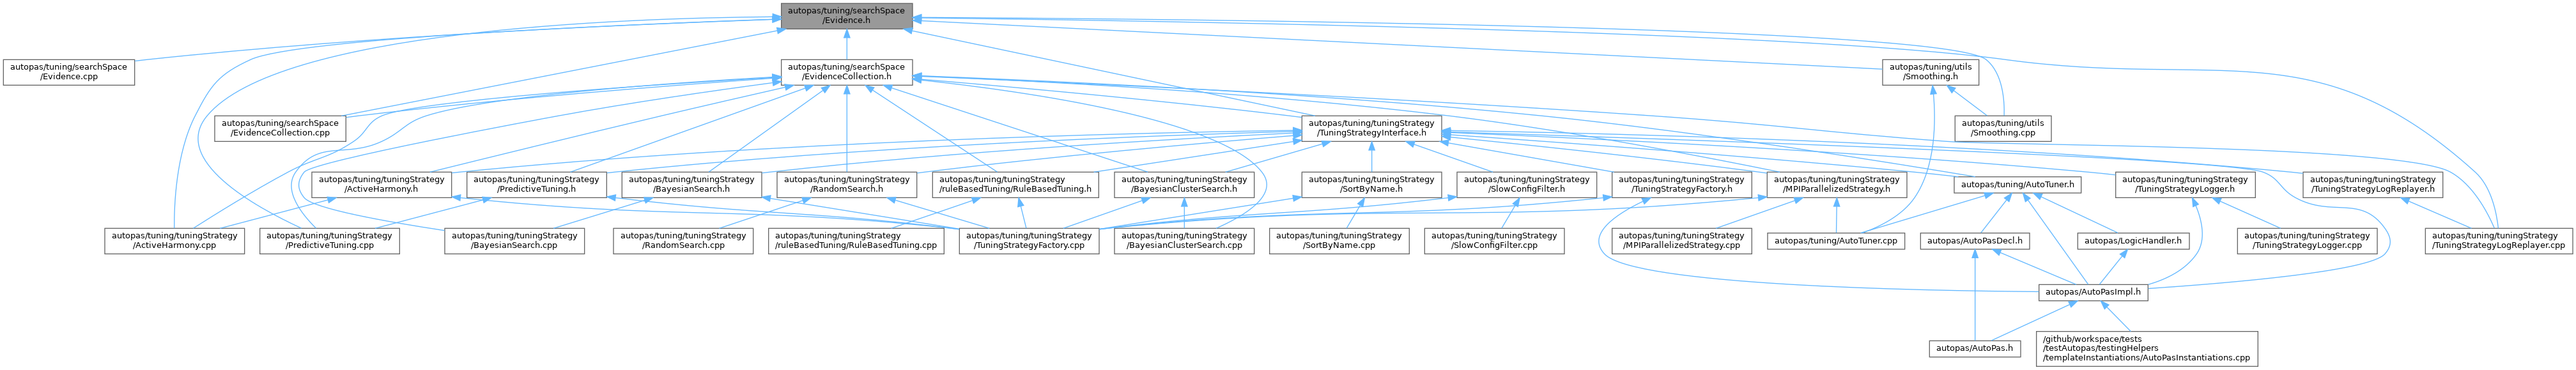 autopas/tuning/searchSpace
/Evidence.h
autopas/tuning/searchSpace
/Evidence.cpp
autopas/tuning/searchSpace
/EvidenceCollection.h
autopas/tuning/utils
/Smoothing.h
autopas/tuning/searchSpace
/EvidenceCollection.cpp
autopas/tuning/tuningStrategy
/TuningStrategyInterface.h
autopas/tuning/utils
/Smoothing.cpp
autopas/tuning/tuningStrategy
/ActiveHarmony.h
autopas/tuning/tuningStrategy
/PredictiveTuning.h
autopas/tuning/tuningStrategy
/BayesianSearch.h
autopas/tuning/tuningStrategy
/RandomSearch.h
autopas/tuning/tuningStrategy
/ruleBasedTuning/RuleBasedTuning.h
autopas/tuning/tuningStrategy
/BayesianClusterSearch.h
autopas/tuning/tuningStrategy
/SortByName.h
autopas/tuning/tuningStrategy
/SlowConfigFilter.h
autopas/tuning/tuningStrategy
/TuningStrategyFactory.h
autopas/tuning/tuningStrategy
/MPIParallelizedStrategy.h
autopas/tuning/AutoTuner.h
autopas/tuning/tuningStrategy
/TuningStrategyLogger.h
autopas/tuning/tuningStrategy
/TuningStrategyLogReplayer.h
autopas/tuning/tuningStrategy
/ActiveHarmony.cpp
autopas/tuning/tuningStrategy
/PredictiveTuning.cpp
autopas/tuning/tuningStrategy
/BayesianSearch.cpp
autopas/tuning/tuningStrategy
/RandomSearch.cpp
autopas/tuning/tuningStrategy
/ruleBasedTuning/RuleBasedTuning.cpp
autopas/tuning/tuningStrategy
/TuningStrategyFactory.cpp
autopas/tuning/tuningStrategy
/BayesianClusterSearch.cpp
autopas/tuning/tuningStrategy
/SortByName.cpp
autopas/tuning/tuningStrategy
/SlowConfigFilter.cpp
autopas/tuning/tuningStrategy
/MPIParallelizedStrategy.cpp
autopas/tuning/AutoTuner.cpp
autopas/AutoPasDecl.h
autopas/LogicHandler.h
autopas/tuning/tuningStrategy
/TuningStrategyLogger.cpp
autopas/tuning/tuningStrategy
/TuningStrategyLogReplayer.cpp
autopas/AutoPasImpl.h
autopas/AutoPas.h
/github/workspace/tests
/testAutopas/testingHelpers
/templateInstantiations/AutoPasInstantiations.cpp